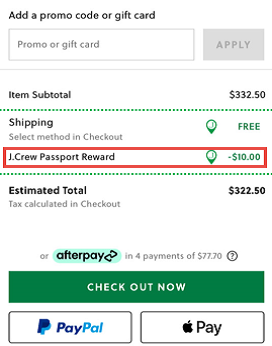 Add a promo code or gift card
Promo or gift card APPLY
Item Subtotal $332.50
Shipping FREE
Select method in Checkout
J.Crew Passport Reward -$10.00
Estimated Total $322.50
Tax calculated in Checkout
or afterpay in 4 payments of $77.70 ?
CHECK OUT NOW
PayPal Pay